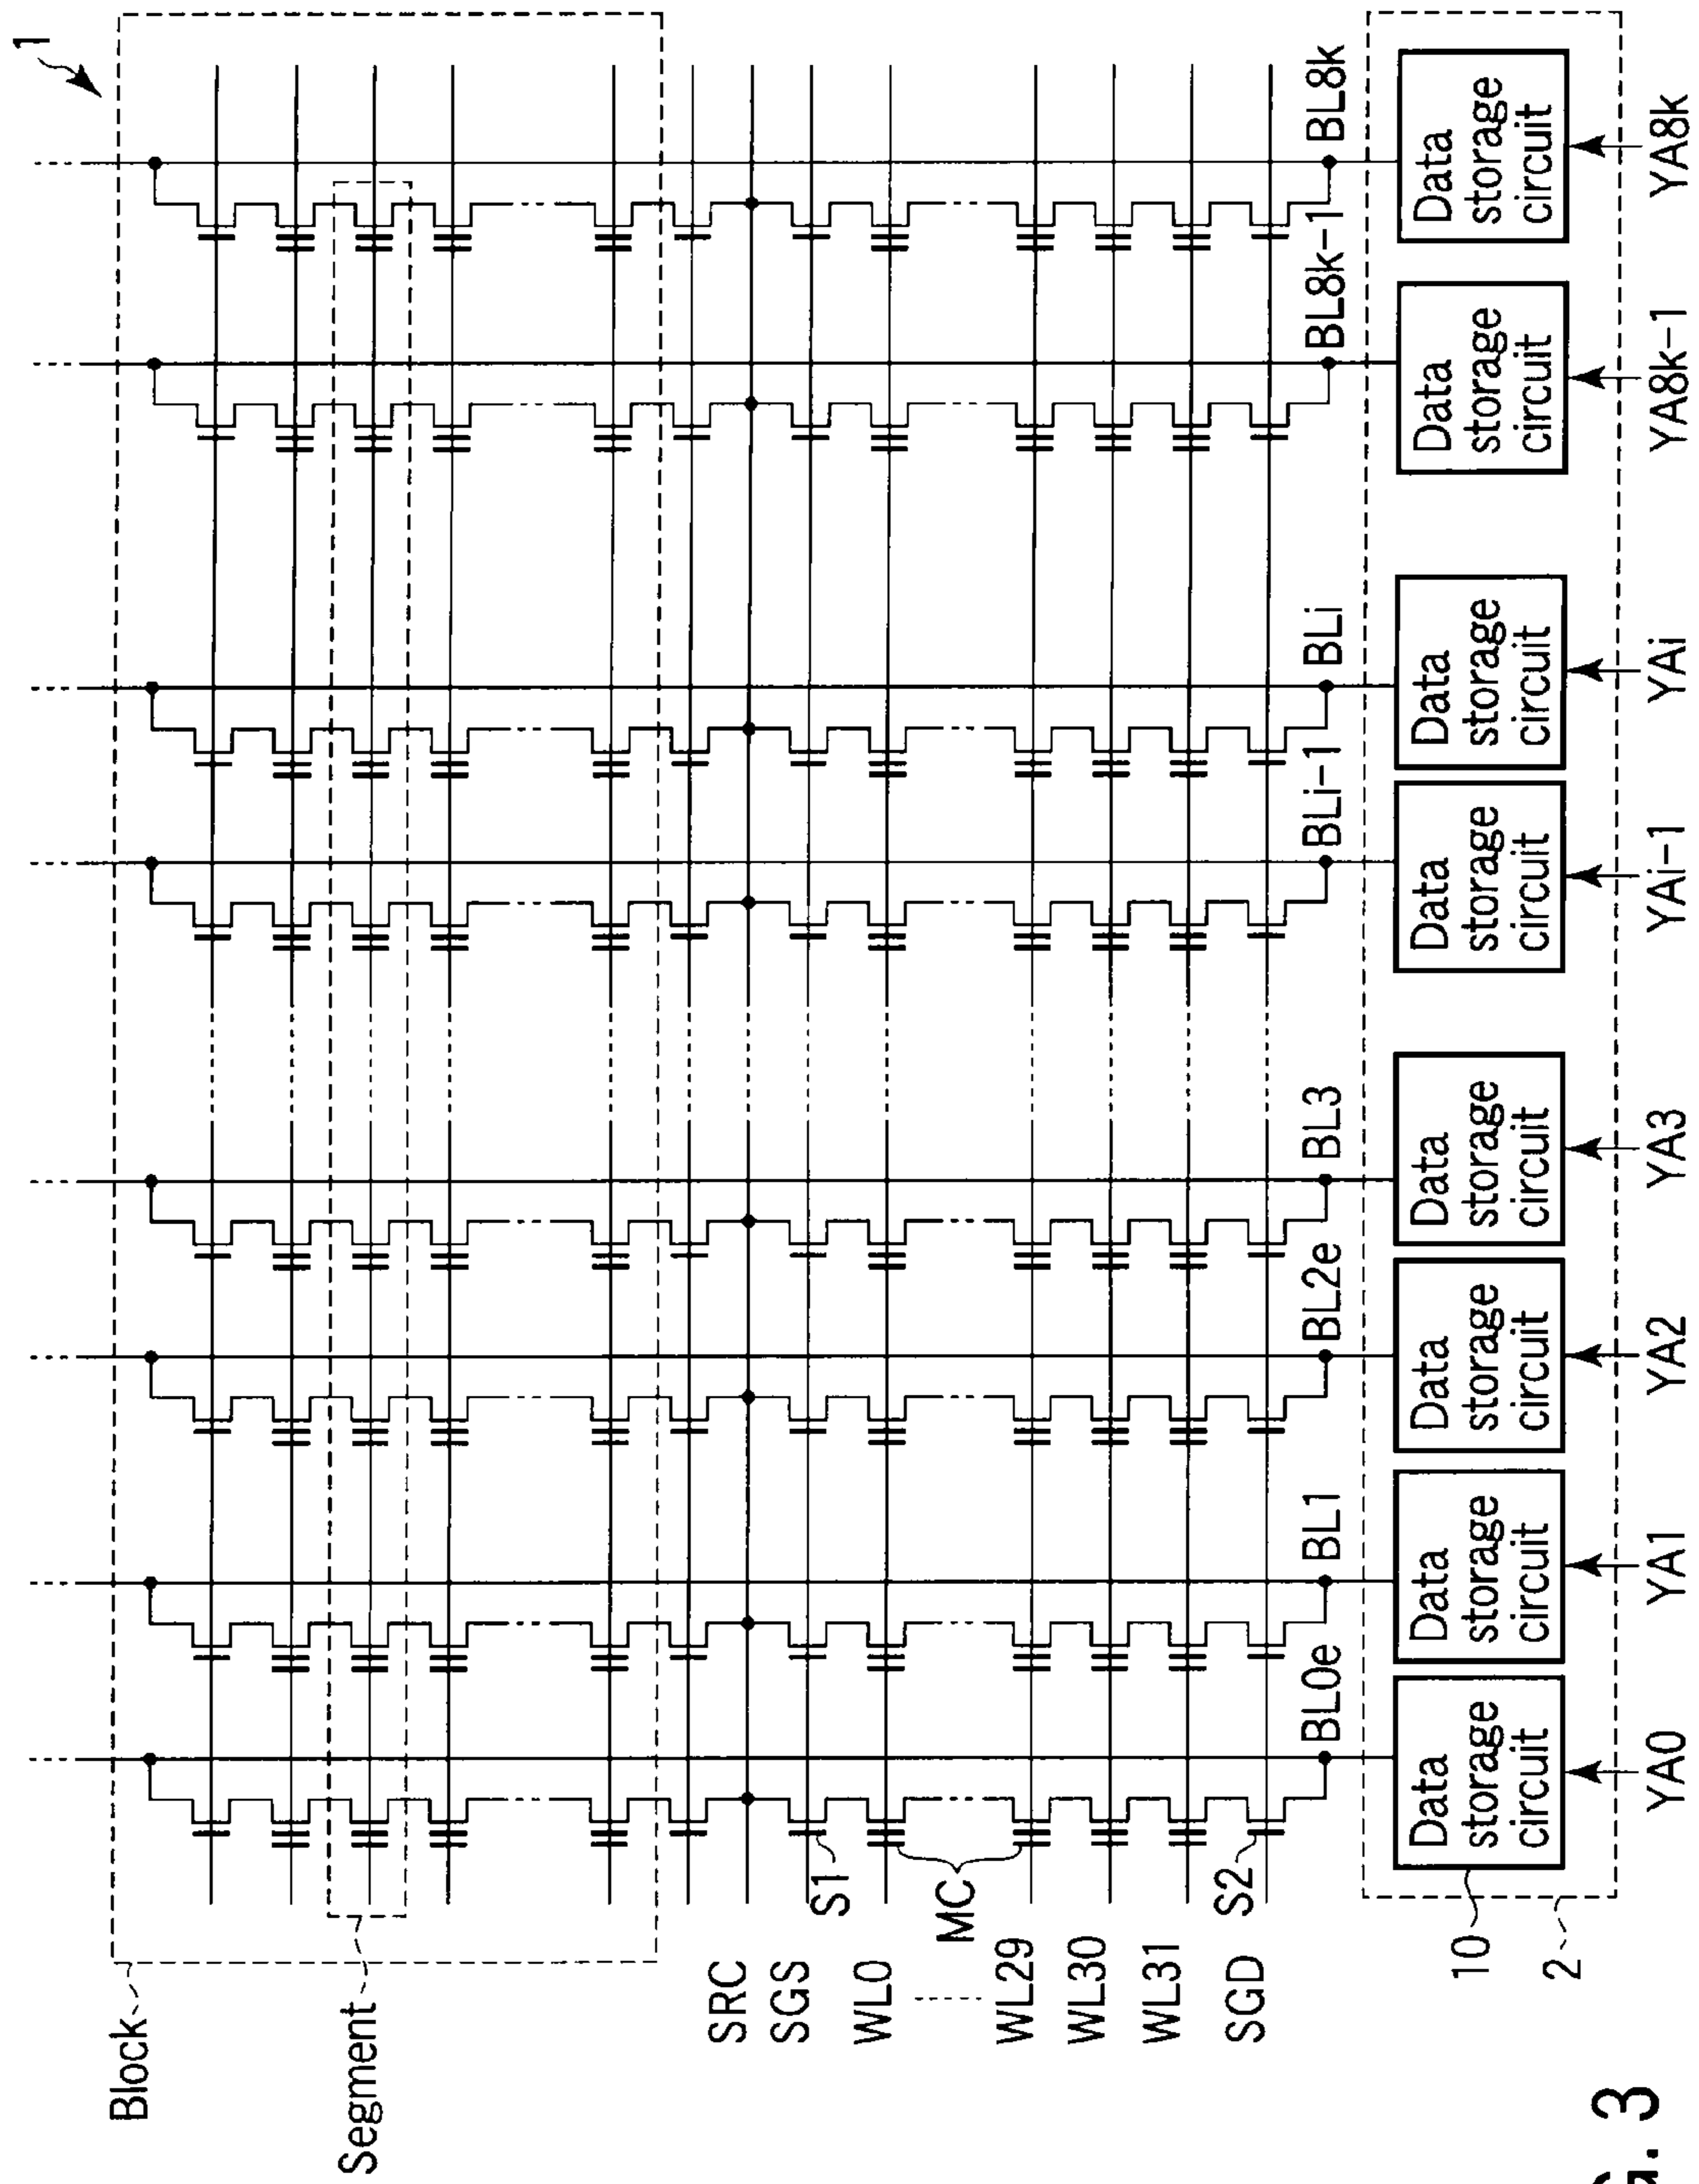 1
Block
Segment
SRC
SGS
WL0
WL29
WL30
WL31
SGD
S1
MC
S2
BL0e
BL1
BL2e
BL3
BLi-1
BLi
BL8k-1
BL8k
10
2
Data
storage
circuit
Data
storage
circuit
Data
storage
circuit
Data
storage
circuit
Data
storage
circuit
Data
storage
circuit
Data
storage
circuit
Data
storage
circuit
YA0
YA1
YA2
YA3
YAi-1
YAi
YA8k-1
YA8k
G. 3